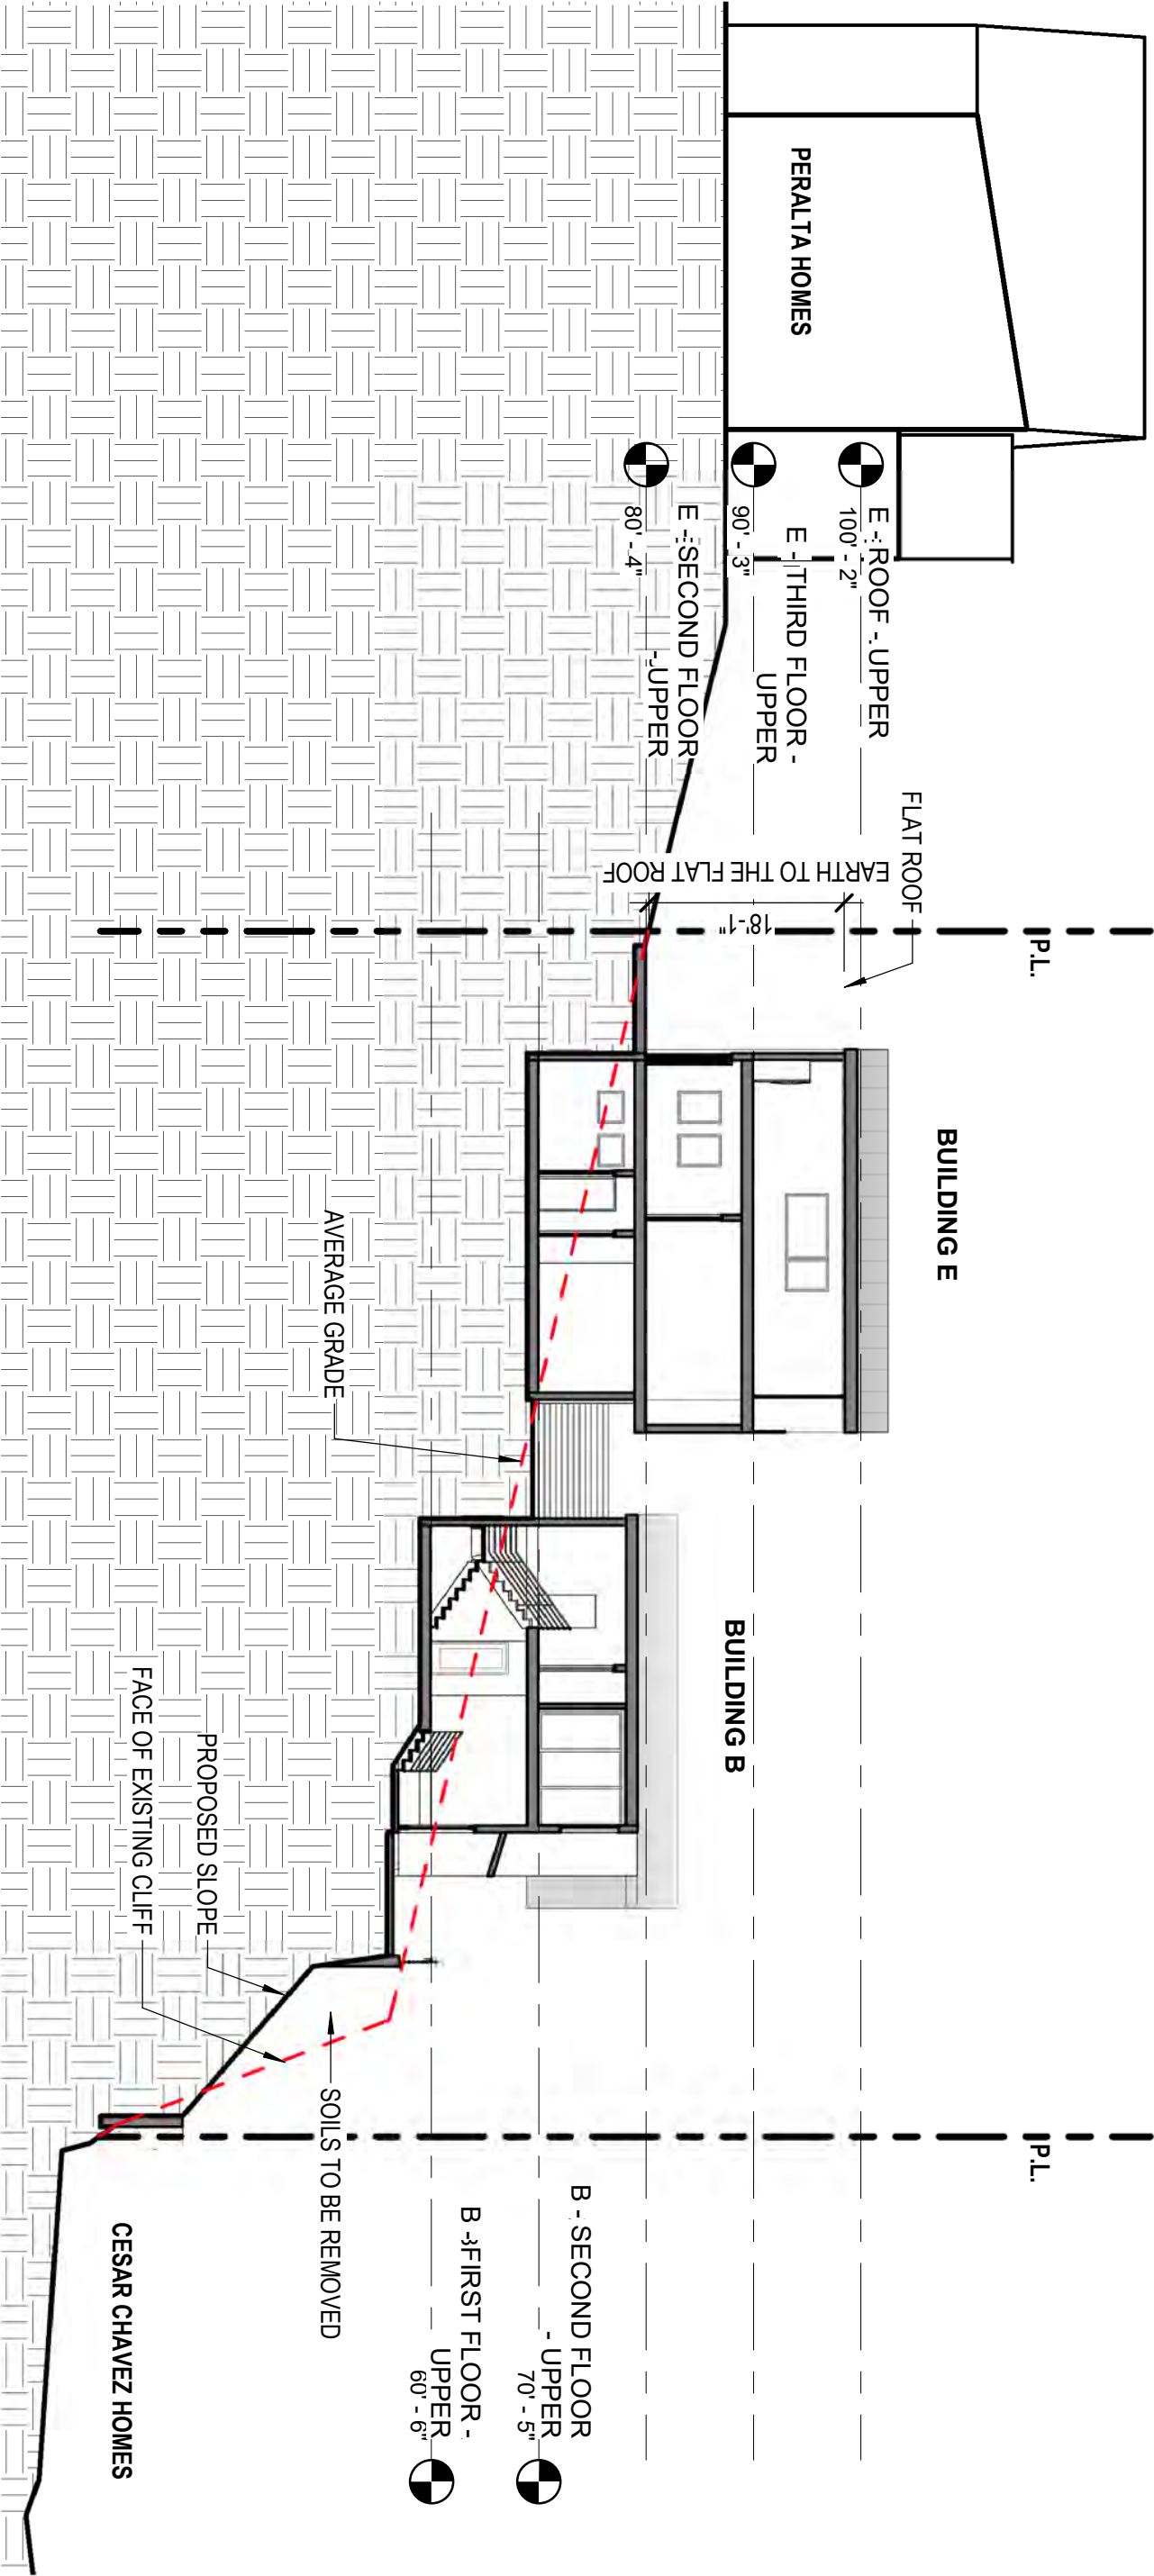 PERALTA HOMES
E - ROOF - UPPER
100' - 2"
E - THIRD FLOOR -
UPPER
90' - 3"
E - SECOND FLOOR
- UPPER
80' - 4"
FLAT ROOF
EARTH TO THE FLAT ROOF
18'-1"
P.L.
BUILDING E
AVERAGE GRADE
BUILDING B
FACE OF EXISTING CLIFF
PROPOSED SLOPE
SOILS TO BE REMOVED
P.L.
B - SECOND FLOOR
- UPPER
70' - 5"
B - FIRST FLOOR -
UPPER
60' - 6"
CESAR CHAVEZ HOMES